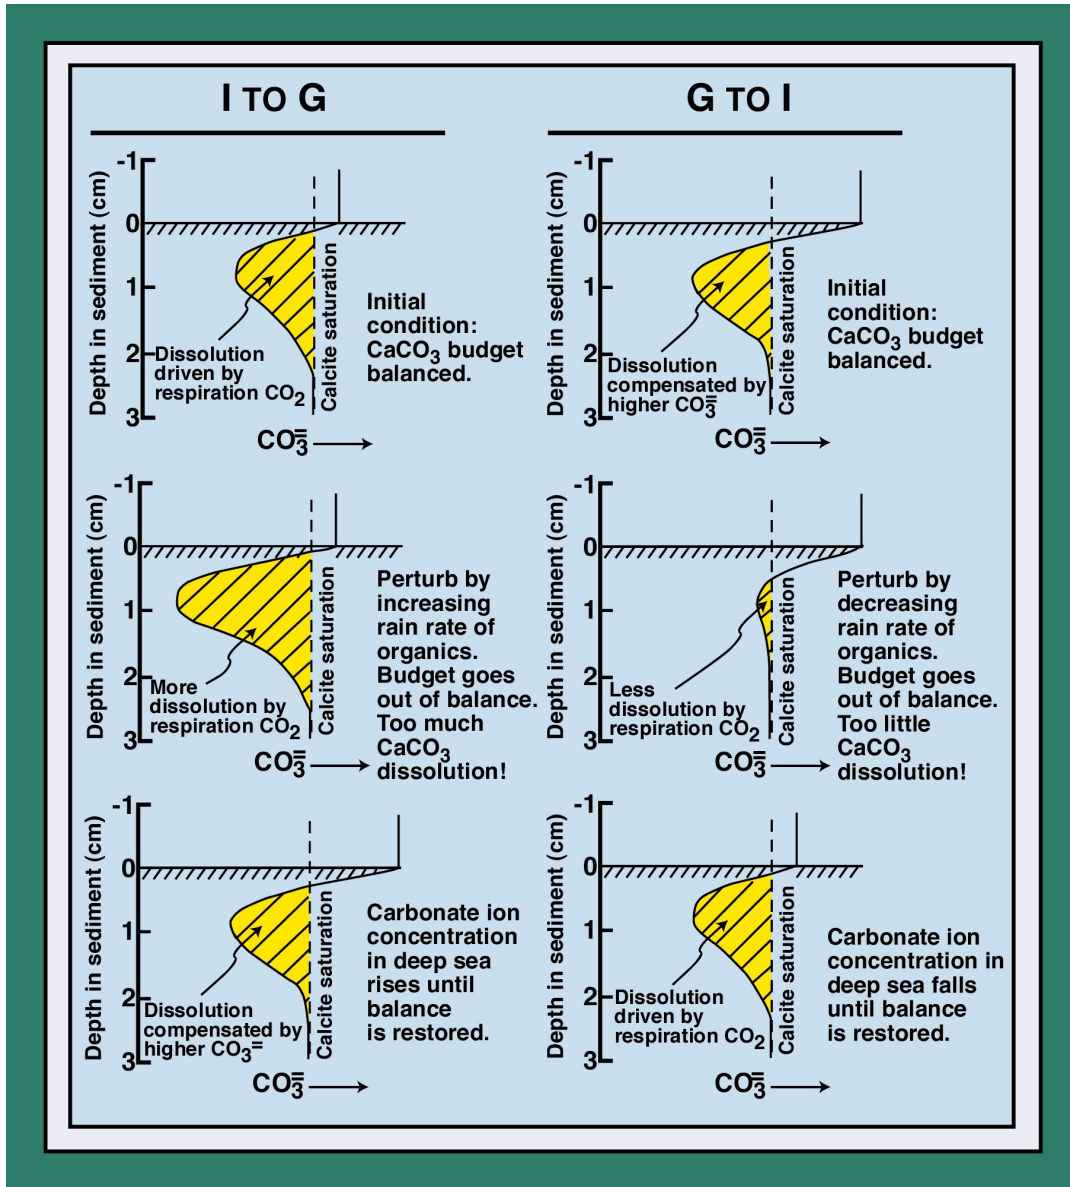 I TO G
G TO I
-1
0
1
2
3
Depth in sediment (cm)
Calcite saturation
Dissolution
driven by
respiration CO2
Initial
condition:
CaCO3 budget
balanced.
CO3=
-1
0
1
2
3
Depth in sediment (cm)
Calcite saturation
Dissolution
compensated by
higher CO3=
Initial
condition:
CaCO3 budget
balanced.
CO3=
-1
0
1
2
3
Depth in sediment (cm)
Calcite saturation
More
dissolution by
respiration CO2
Perturb by
increasing
rain rate of
organics.
Budget goes
out of balance.
Too much
CaCO3
dissolution!
CO3=
-1
0
1
2
3
Depth in sediment (cm)
Calcite saturation
Less
dissolution by
respiration CO2
Perturb by
decreasing
rain rate of
organics.
Budget goes
out of balance.
Too little
CaCO3
dissolution!
CO3=
-1
0
1
2
3
Depth in sediment (cm)
Calcite saturation
Dissolution
compensated by
higher CO3=
Carbonate ion
concentration
in deep sea
rises until
balance
is restored.
CO3=
-1
0
1
2
3
Depth in sediment (cm)
Calcite saturation
Dissolution
driven by
respiration CO2
Carbonate ion
concentration in
deep sea falls
until balance
is restored.
CO3=